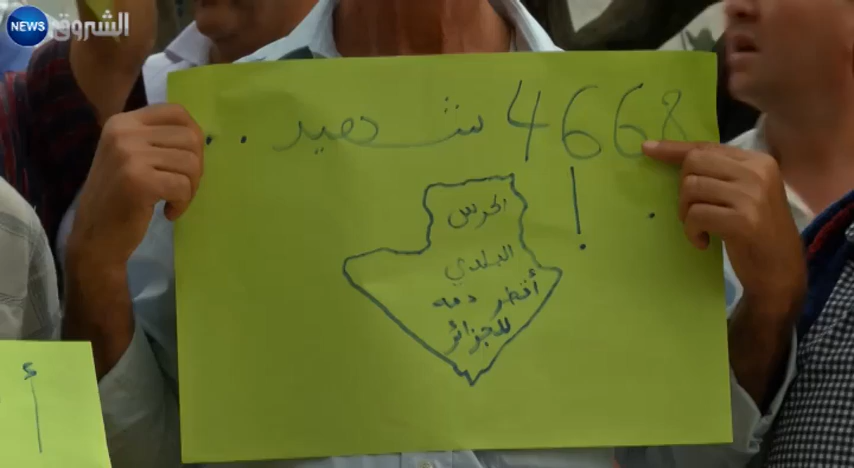 الشروق NEWS
4668 شهيد ..
!
الحرس
البلدي
أقطر دمه
للجزائر
أ